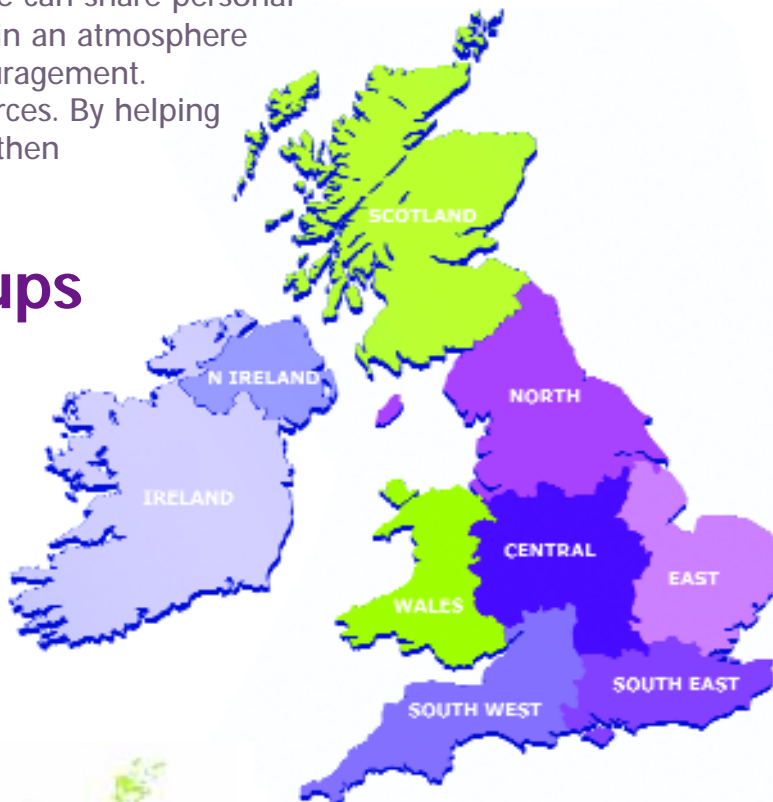 e can share personal
in an atmosphere
uragement.
rces. By helping
then
ups
SCOTLAND
N IRELAND
NORTH
IRELAND
CENTRAL
EAST
WALES
SOUTH EAST
SOUTH WEST